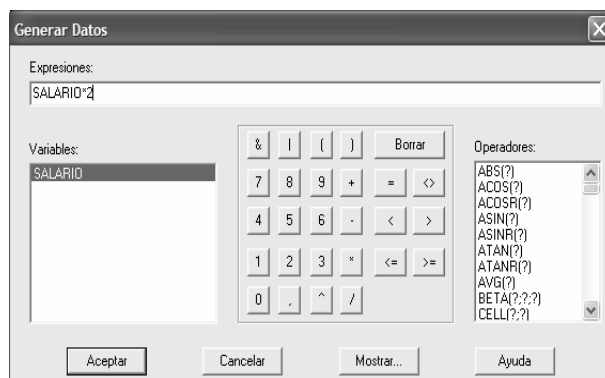 Generar Datos
Expresiones:
SALARIO*2
Variables:
SALARIO
& | ( ) Borrar
7 8 9 + = <>
4 5 6 - < >
1 2 3 * <= >=
0 , ^ /
Operadores:
ABS(?)
ACOS(?)
ACOSR(?)
ASIN(?)
ASINR(?)
ATAN(?)
ATANR(?)
AVG(?)
BETA(?;?;?)
CELL(?;?)
Aceptar Cancelar Mostrar... Ayuda